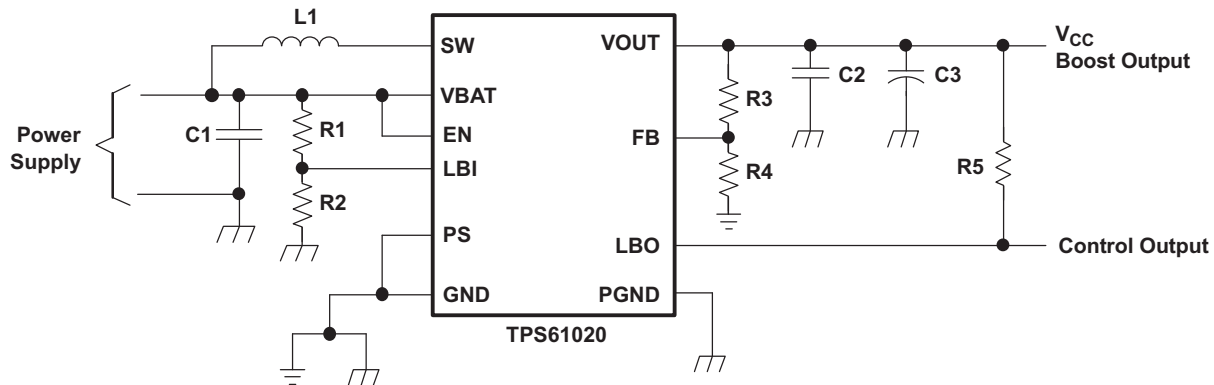 L1
SW
VOUT
VCC
Boost Output
C2
C3
R3
VBAT
Power
Supply
C1
R1
EN
FB
LBI
R4
R5
R2
PS
LBO
Control Output
GND
PGND
TPS61020